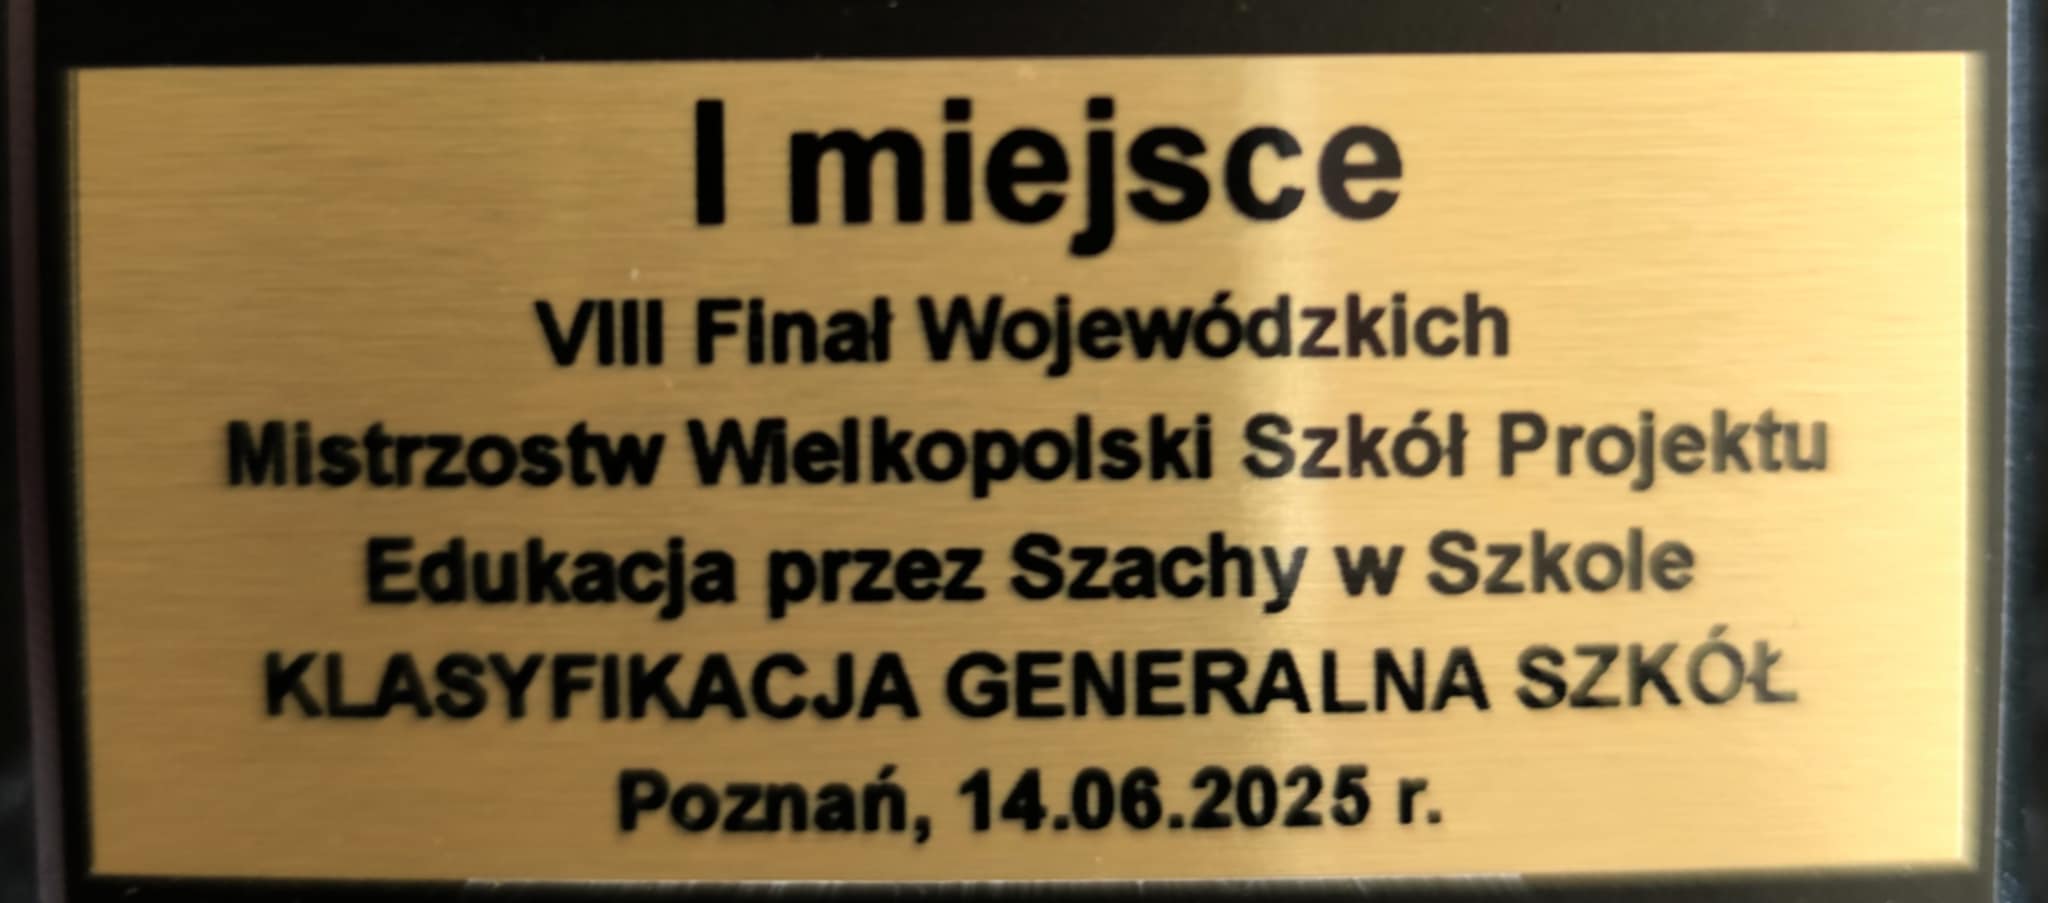 I miejsce
VIII Finał Wojewódzkich
Mistrzostw Wielkopolski Szkół Projektu
Edukacja przez Szachy w Szkole
KLASYFIKACJA GENERALNA SZKÓŁ
Poznań, 14.06.2025 r.